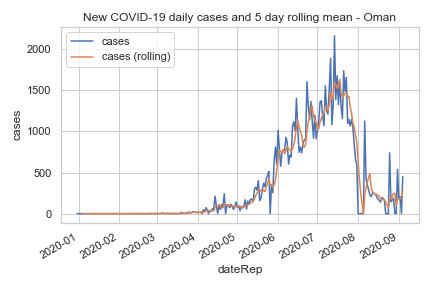 New COVID-19 daily cases and 5 day rolling mean - Oman
cases
cases (rolling)
cases
2000
1500
1000
500
0
2020-01
2020-02
2020-03
2020-04
2020-05
2020-06
2020-07
2020-08
2020-09
dateRep